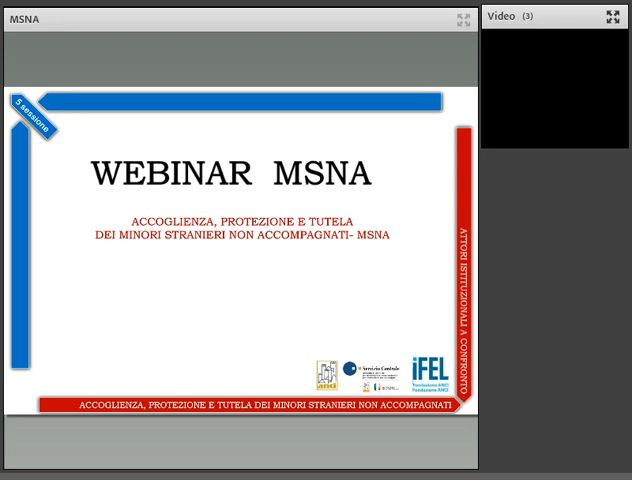 MSNA
Video (3)
5 sessione
WEBINAR MSNA
ACCOGLIENZA, PROTEZIONE E TUTELA
DEI MINORI STRANIERI NON ACCOMPAGNATI- MSNA
ATTORI ISTITUZIONALI A CONFRONTO
Servizio Centrale
iFEL
Fondazione ANCI
ACCOGLIENZA, PROTEZIONE E TUTELA DEI MINORI STRANIERI NON ACCOMPAGNATI